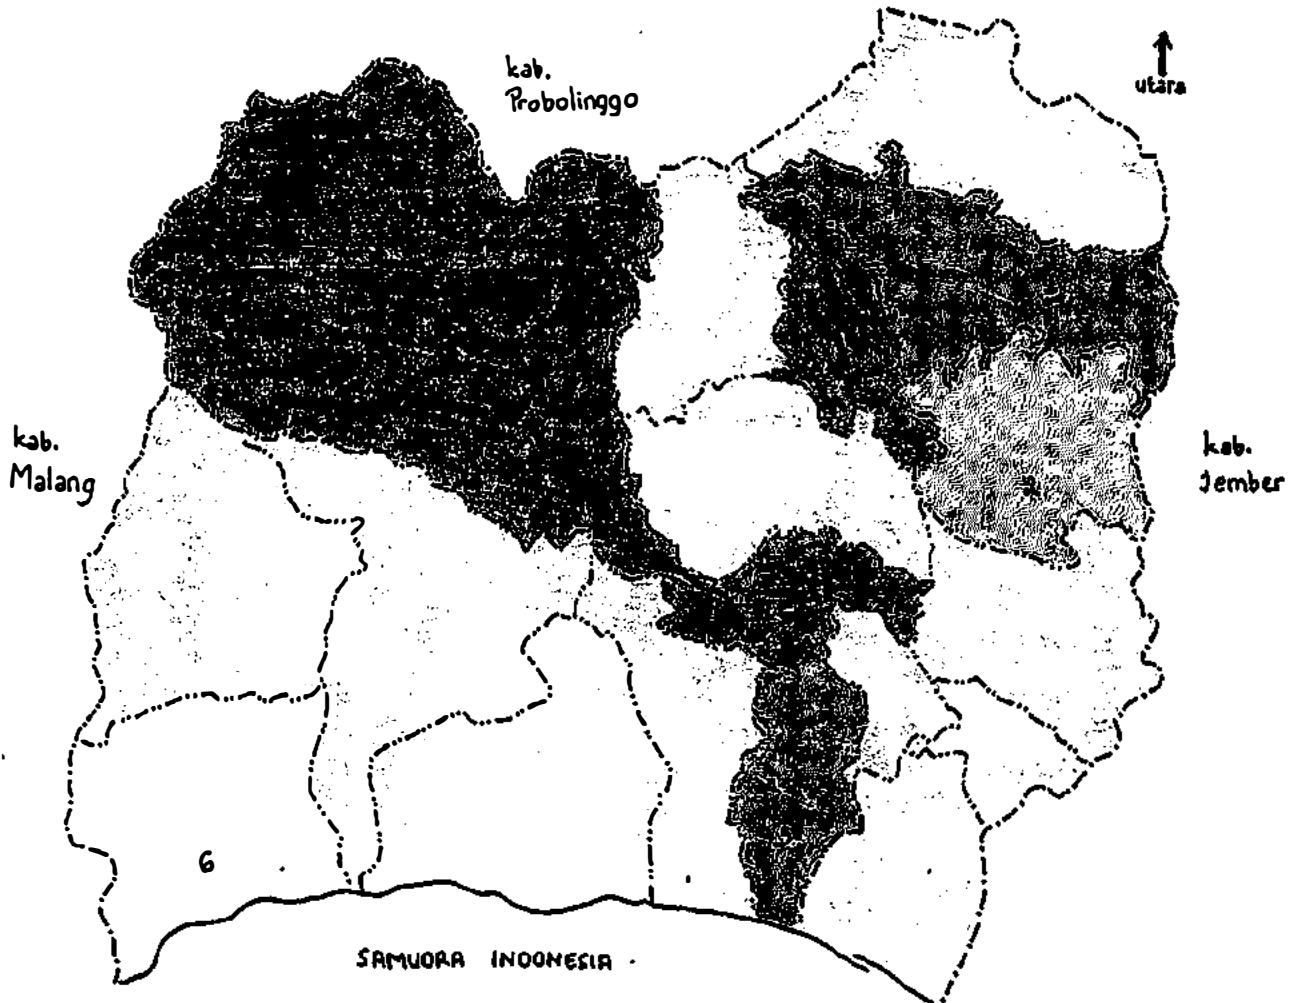 kab.
Probolinggo
utara
kab.
Malang
kab.
Jember
6
SAMUDRA INDONESIA